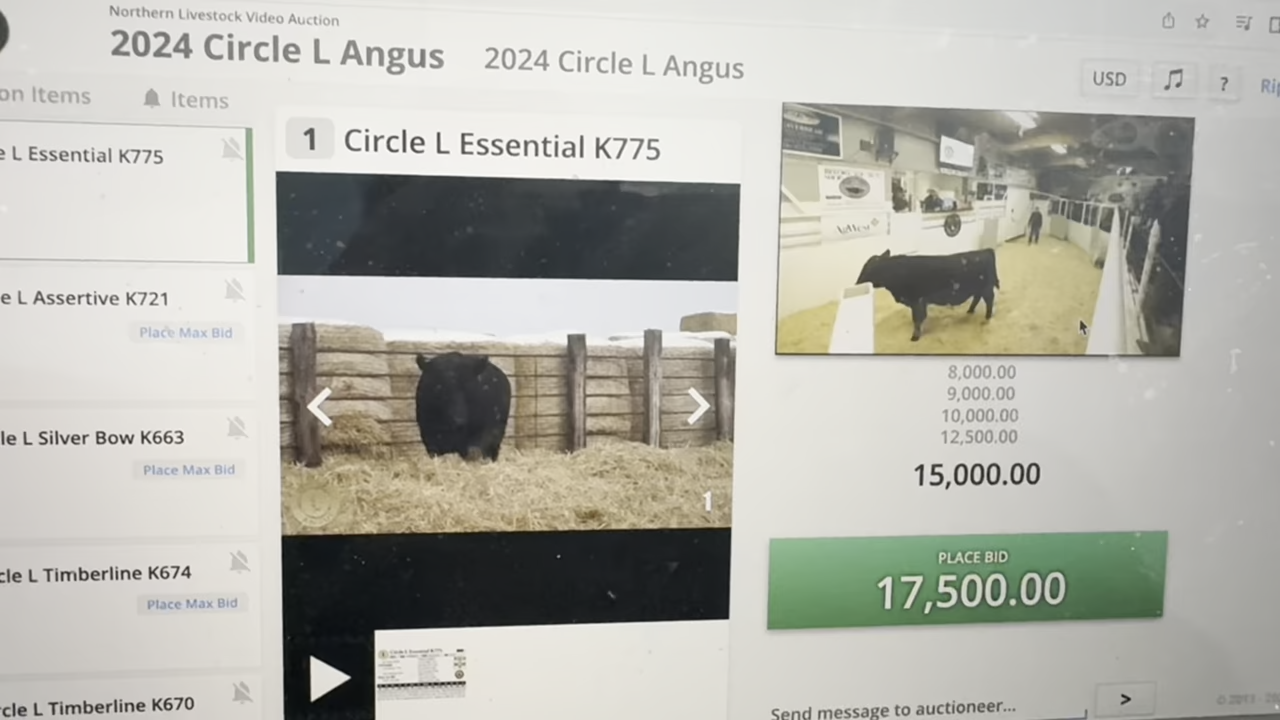 Northern Livestock Video Auction
2024 Circle L Angus 2024 Circle L Angus
USD
?
on Items
Items
e L Essential K775
e L Assertive K721
Place Max Bid
le L Silver Bow K663
Place Max Bid
cle L Timberline K674
Place Max Bid
rcle L Timberline K670
1 Circle L Essential K775
1
8,000.00
9,000.00
10,000.00
12,500.00
15,000.00
PLACE BID
17,500.00
Send message to auctioneer...
>